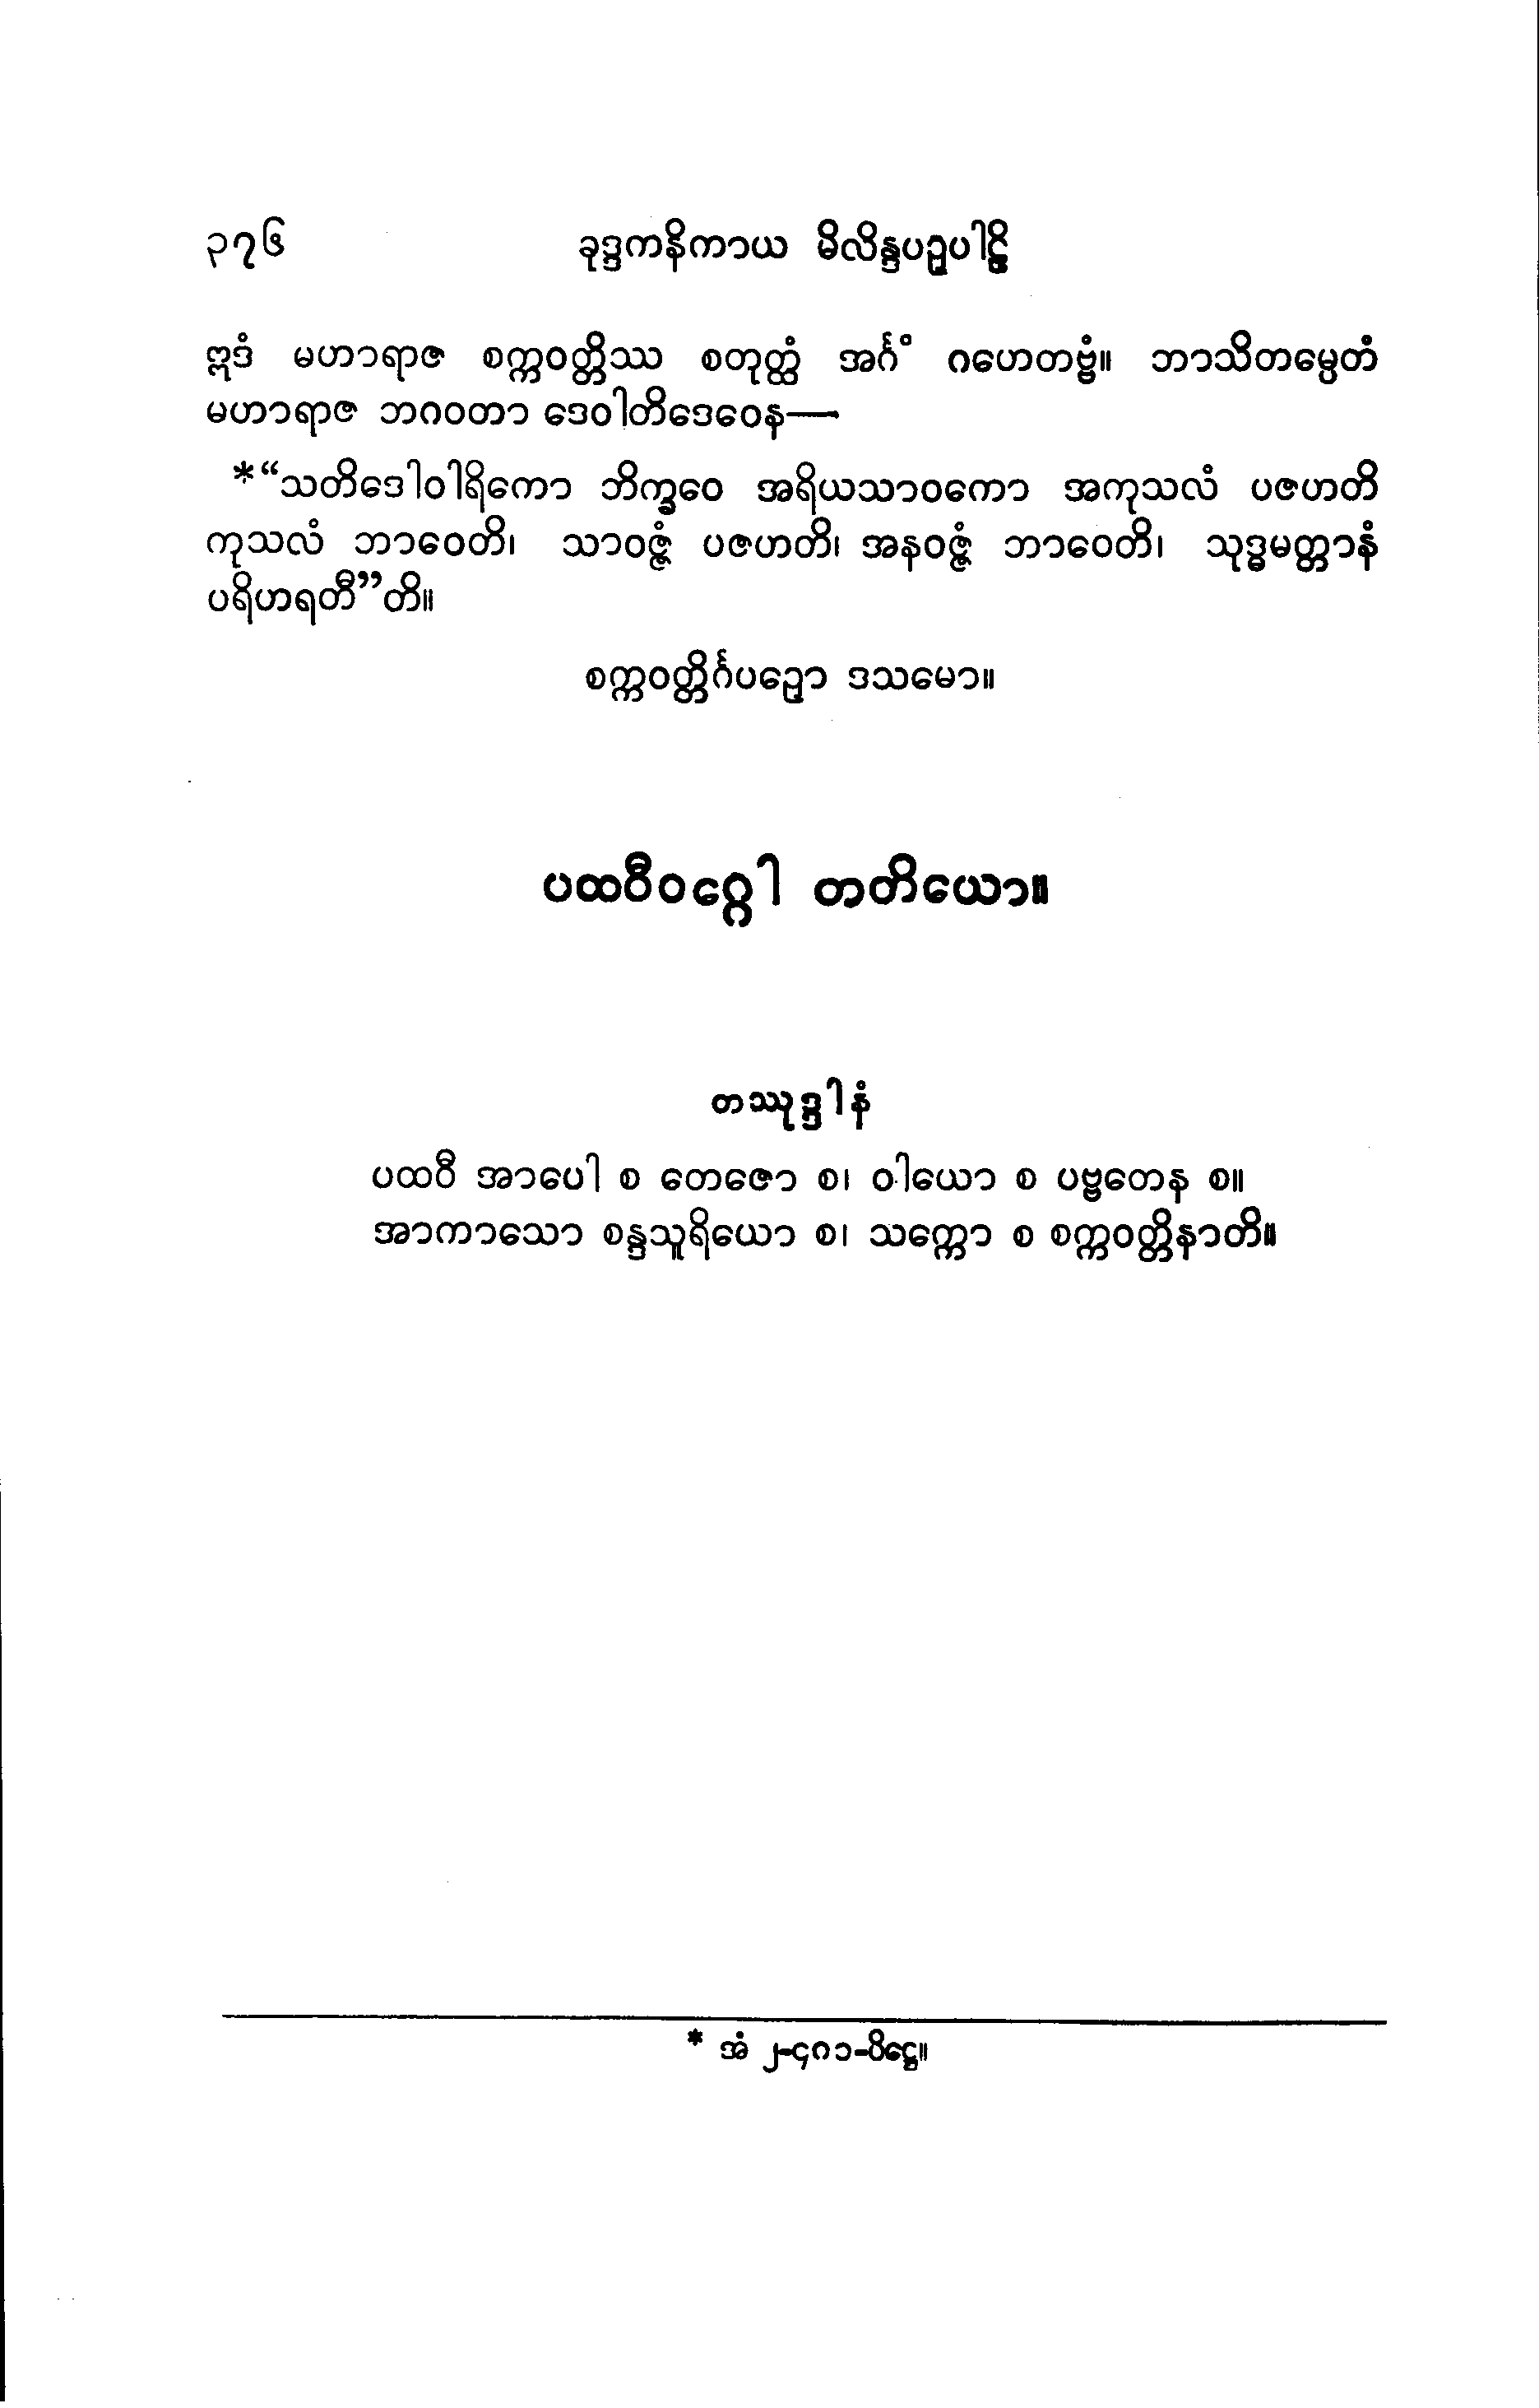 ၃၇၆ ခုဒ္ဒကနိကာယ မိလိန္ဒပဉှပါဠိ
ဣဒံ မဟာရာဇ စက္ကဝတ္တိဿ စတုတ္ထံ အင်္ဂံ ဂဟေတဗ္ဗံ။ ဘာသိတမ္ပေတံ
မဟာရာဇ ဘဂဝတာ ဒေဝါတိဒေဝေန—
*“သတိဒေါဝါရိကော ဘိက္ခဝေ အရိယသာဝကော အကုသလံ ပဇဟတိ
ကုသလံ ဘာဝေတိ၊ သာဝဇ္ဇံ ပဇဟတိ၊ အနဝဇ္ဇံ ဘာဝေတိ၊ သုဒ္ဓမတ္တာနံ
ပရိဟရတီ”တိ။
စက္ကဝတ္တိင်္ဂပဉှော ဒသမော။
ပထဝီဝဂ္ဂေါ တတိယော။
တဿုဒ္ဒါနံ
ပထဝီ အာပေါ စ တေဇော စ၊ ဝါယော စ ပဗ္ဗတေန စ။
အာကာသော စန္ဒသူရိယော စ၊ သက္ကော စ စက္ကဝတ္တိနာတိ။
* အံ ၂-၄၇၁-ပိဋ္ဌေ။